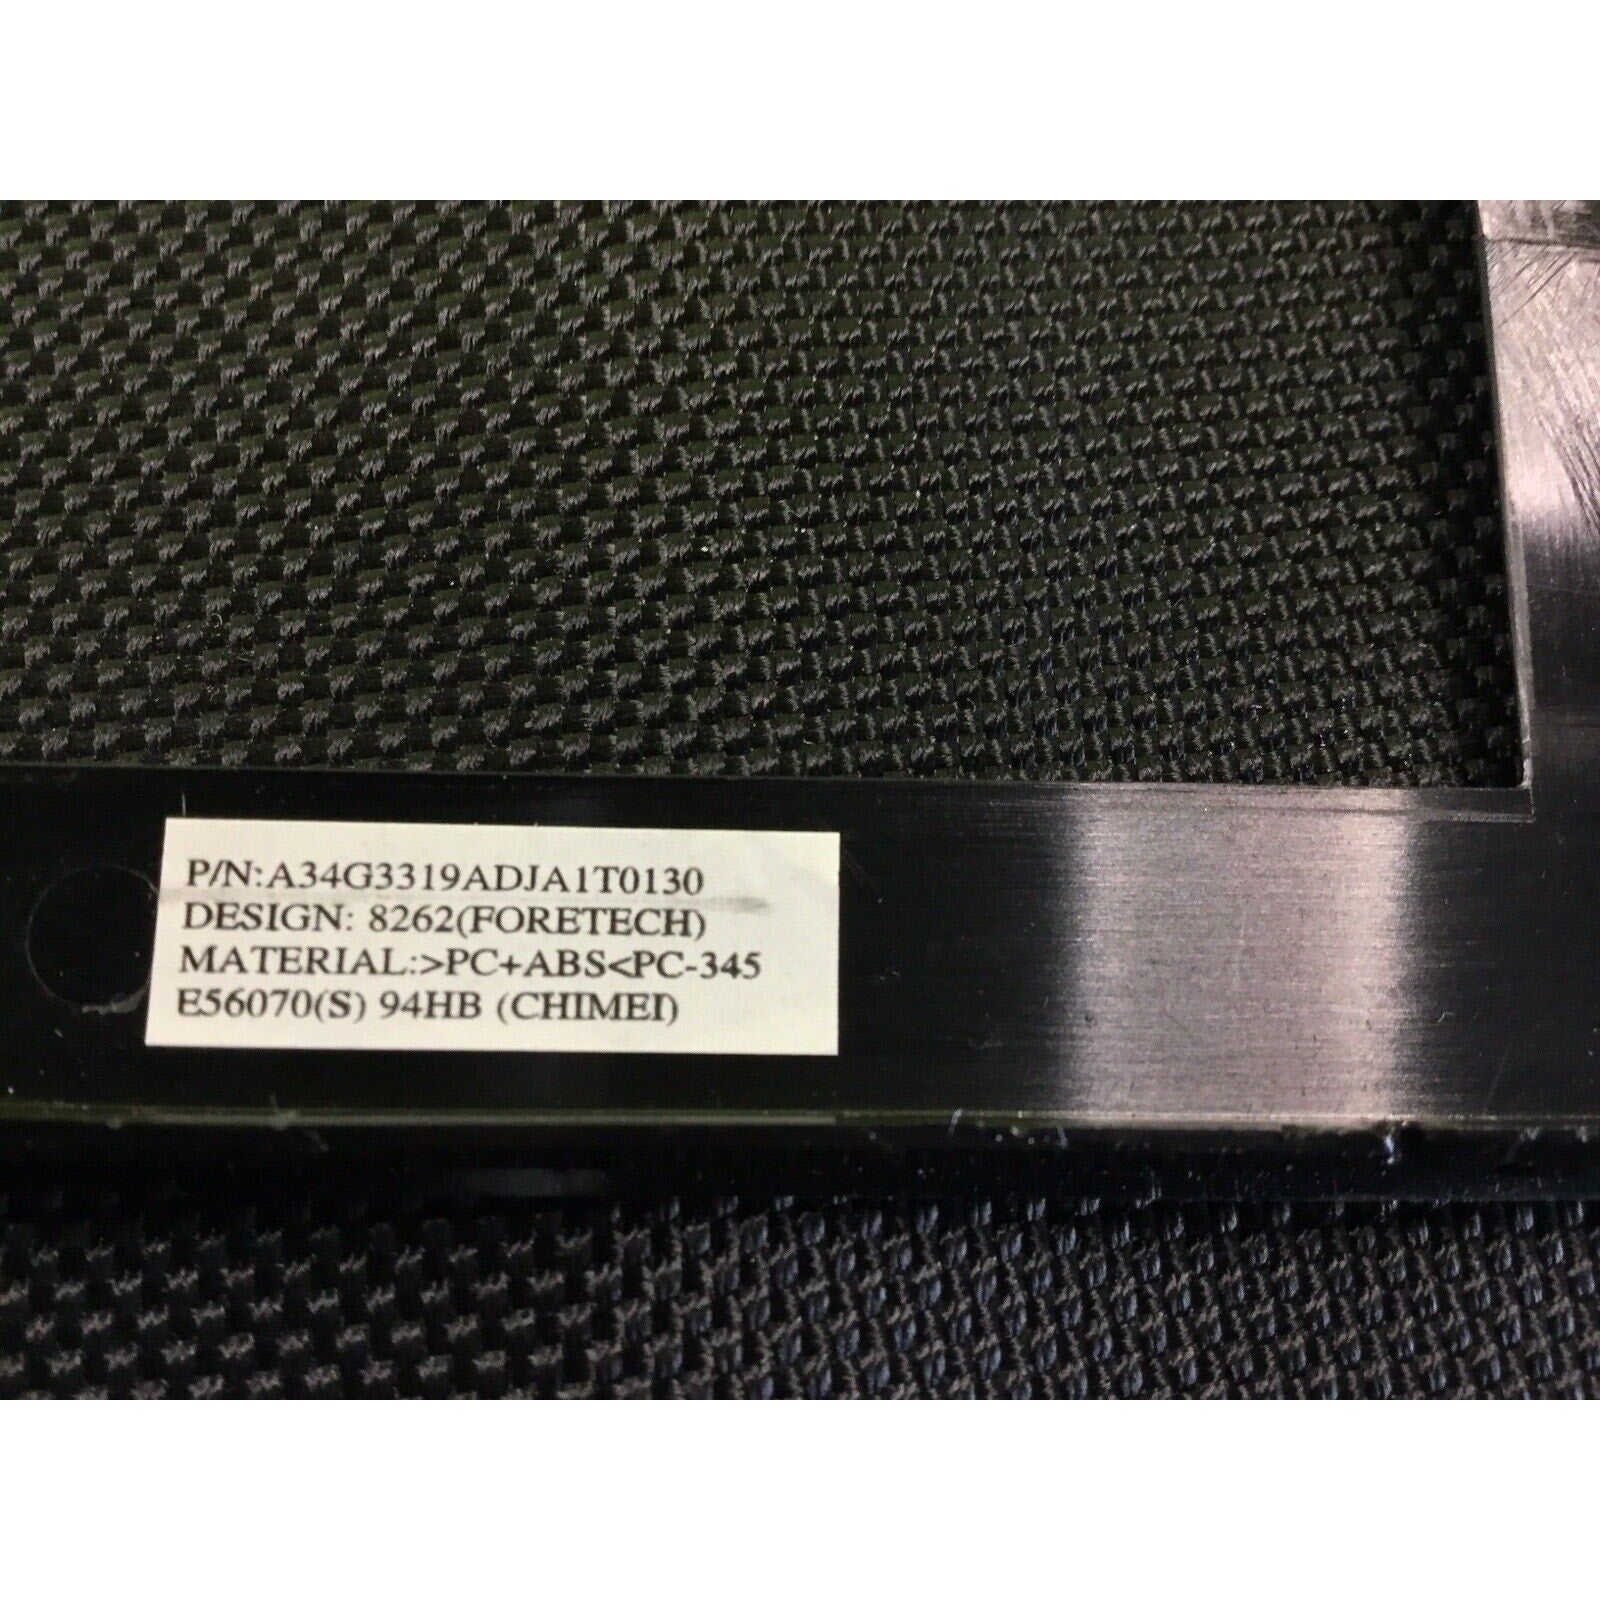 P/N:A34G3319ADJA1T0130
DESIGN: 8262(FORETECH)
MATERIAL:>PC+ABS<PC-345
E56070(S) 94HB (CHIMEI)